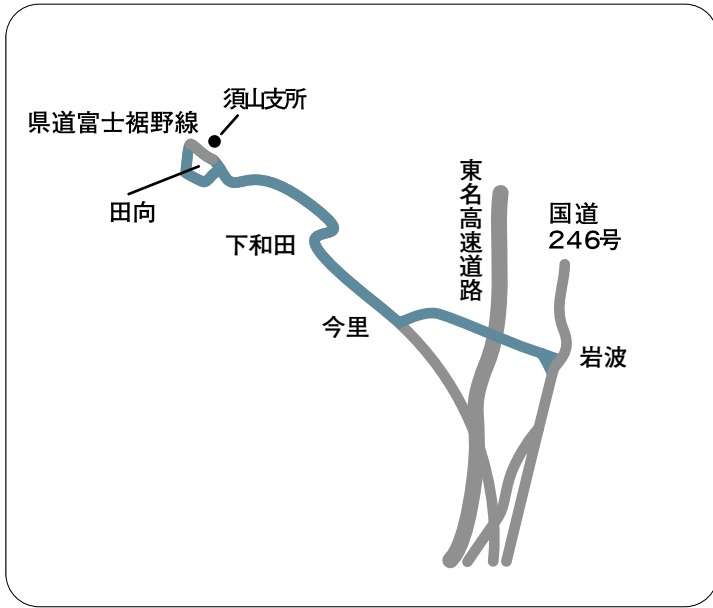 須山支所
県道富士裾野線
田向
下和田
東名高速道路
国道
246号
今里
岩波